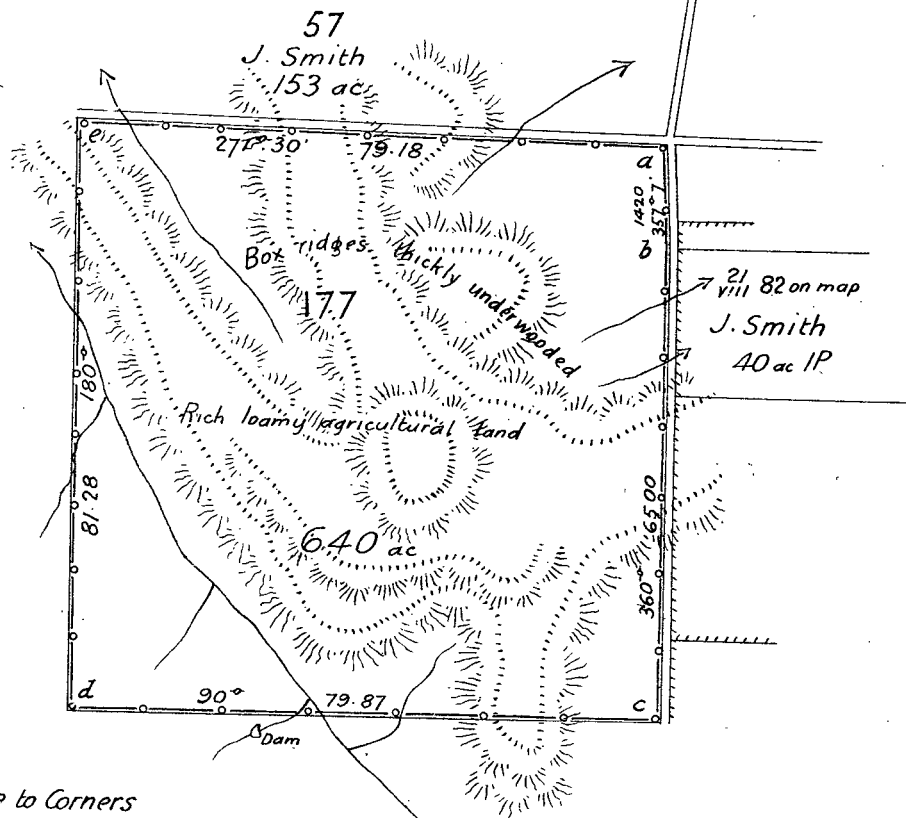 57
J. Smith
153 ac
e
271° 30'
79.18
a
1420
357° 7'
b
Box ridges thickly underwooded
177
21
VIII 82 on map
J. Smith
40 ac IP
180°
81.28
Rich loamy agricultural land
640 ac
6500
360°
d
90°
79.87
c
Dam
to Corners